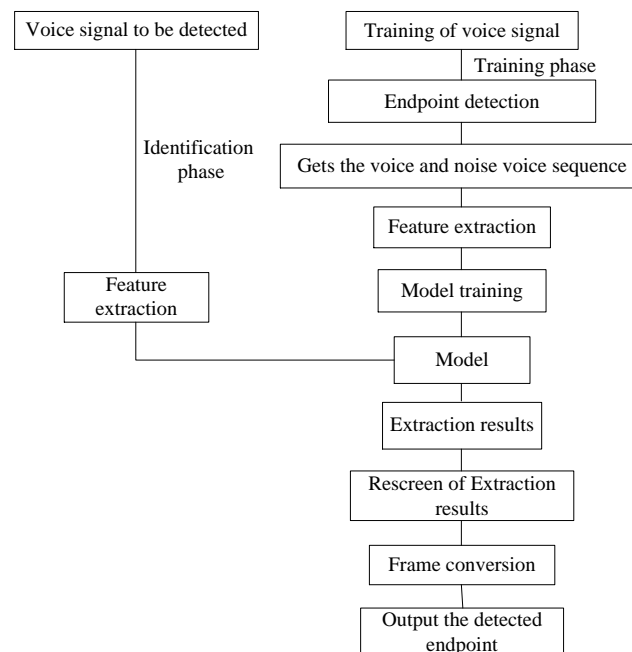 Voice signal to be detected
Training of voice signal
Training phase
Endpoint detection
Identification
phase
Gets the voice and noise voice sequence
Feature extraction
Feature
extraction
Model training
Model
Extraction results
Rescreen of Extraction
results
Frame conversion
Output the detected
endpoint